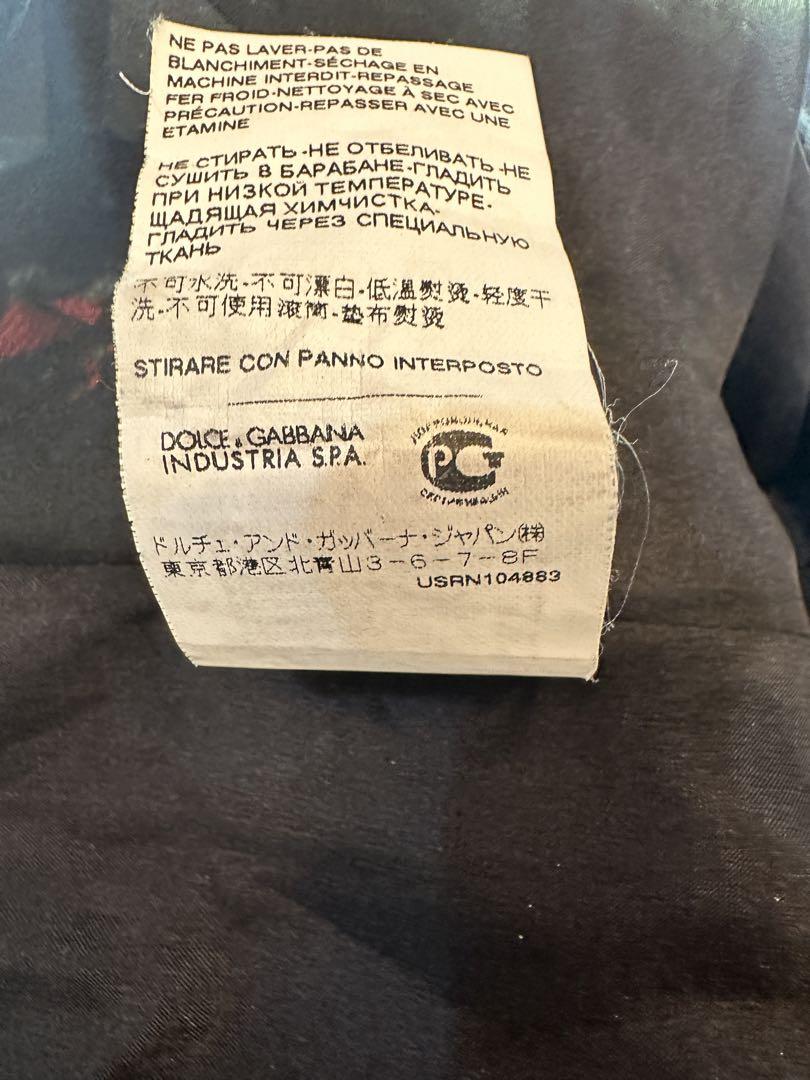 NE PAS LAVER-PAS DE
BLANCHIMENT-SÉCHAGE EN
MACHINE INTERDIT-REPASSAGE
FER FROID-NETTOYAGE À SEC AVEC
PRÉCAUTION-REPASSER AVEC UNE
ETAMINE
НЕ СТИРАТЬ-НЕ ОТБЕЛИВАТЬ-НЕ
СУШИТЬ В БАРАБАНЕ-ГЛАДИТЬ
ПРИ НИЗКОЙ ТЕМПЕРАТУРЕ-
ЩАДЯЩАЯ ХИМЧИСТКА-
ГЛАДИТЬ ЧЕРЕЗ СПЕЦИАЛЬНУЮ
ТКАНЬ
不可水洗-不可漂白-低温熨烫-轻度干
洗-不可使用滚筒-垫布熨烫
STIRARE CON PANNO INTERPOSTO
DOLCE & GABBANA
INDUSTRIA S.P.A.
РСТ
ドルチェ・アンド・ガッバーナ・ジャパン㈱
東京都港区北青山3-6-7-8F
USRN104883